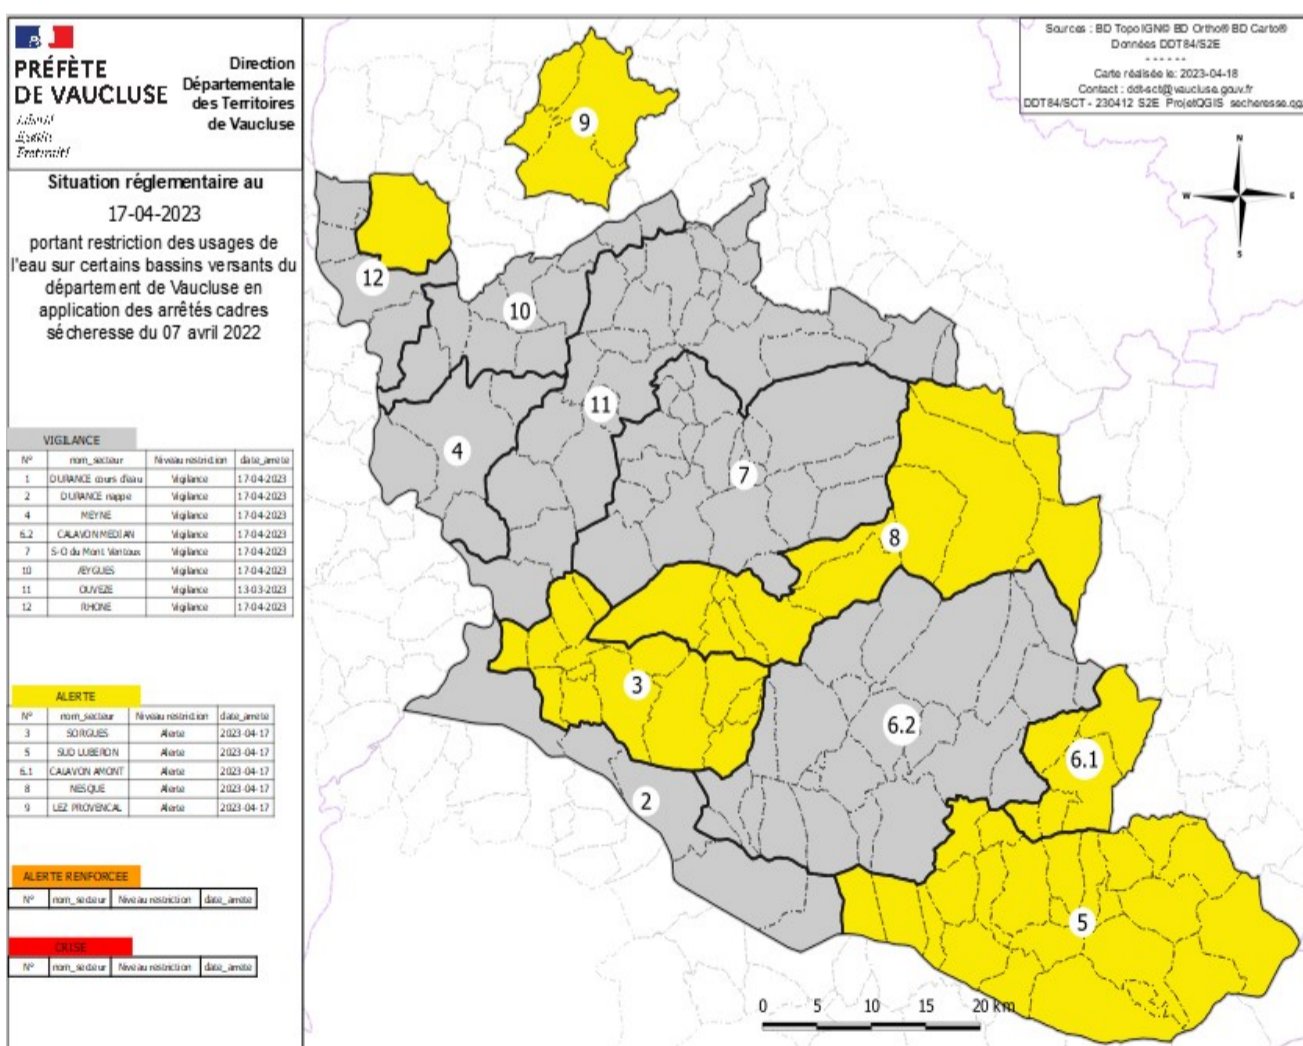 PRÉFÈTE
DE VAUCLUSE
Liberté
Égalité
Fraternité
Direction
Départementale
des Territoires
de Vaucluse
Situation réglementaire au
17-04-2023
portant restriction des usages de
l'eau sur certains bassins versants du
département de Vaucluse en
application des arrêtés cadres
sécheresse du 07 avril 2022
VIGILANCE
N° nom_secteur Niveau restriction date_arrete
1 DURANCE cours d'eau Vigilance 17-04-2023
2 DURANCE nappe Vigilance 17-04-2023
4 MEYNE Vigilance 17-04-2023
6.2 CALAVON MEDIAN Vigilance 17-04-2023
7 S-O du Mont Ventoux Vigilance 17-04-2023
10 AEYGUES Vigilance 17-04-2023
11 OUVEZE Vigilance 13-03-2023
12 RHONE Vigilance 17-04-2023
ALERTE
N° nom_secteur Niveau restriction date_arrete
3 SORGUES Alerte 2023-04-17
5 SUD LUBERON Alerte 2023-04-17
6.1 CALAVON AMONT Alerte 2023-04-17
8 NESQUE Alerte 2023-04-17
9 LEZ PROVENCAL Alerte 2023-04-17
ALERTE RENFORCEE
N° nom_secteur Niveau restriction date_arrete
CRISE
N° nom_secteur Niveau restriction date_arrete
Sources : BD TopoIGN© BD Ortho® BD Carto®
Données DDT84/S2E
- - - - - -
Carte réalisée le: 2023-04-18
Contact : ddt-sct@vaucluse.gouv.fr
DDT84/SCT - 230412 S2E ProjetQGIS secheresse.qg
N
W E
S
9
12
10
11
4
7
8
3
6.2
6.1
2
5
0 5 10 15 20 km